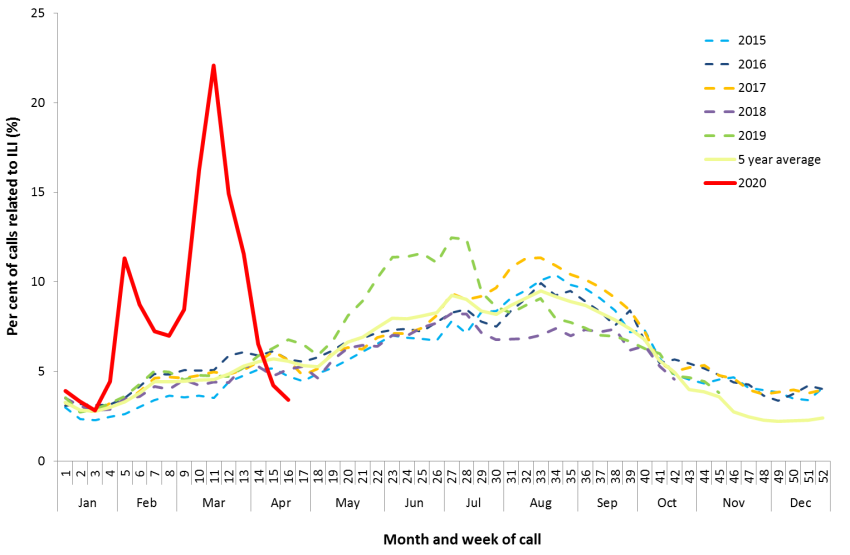 25
20
15
10
5
0
Per cent of calls related to ILI (%)
2015
2016
2017
2018
2019
5 year average
2020
1 2 3 4 5 6 7 8 9 10 11 12 13 14 15 16 17 18 19 20 21 22 23 24 25 26 27 28 29 30 31 32 33 34 35 36 37 38 39 40 41 42 43 44 45 46 47 48 49 50 51 52
Jan Feb Mar Apr May Jun Jul Aug Sep Oct Nov Dec
Month and week of call